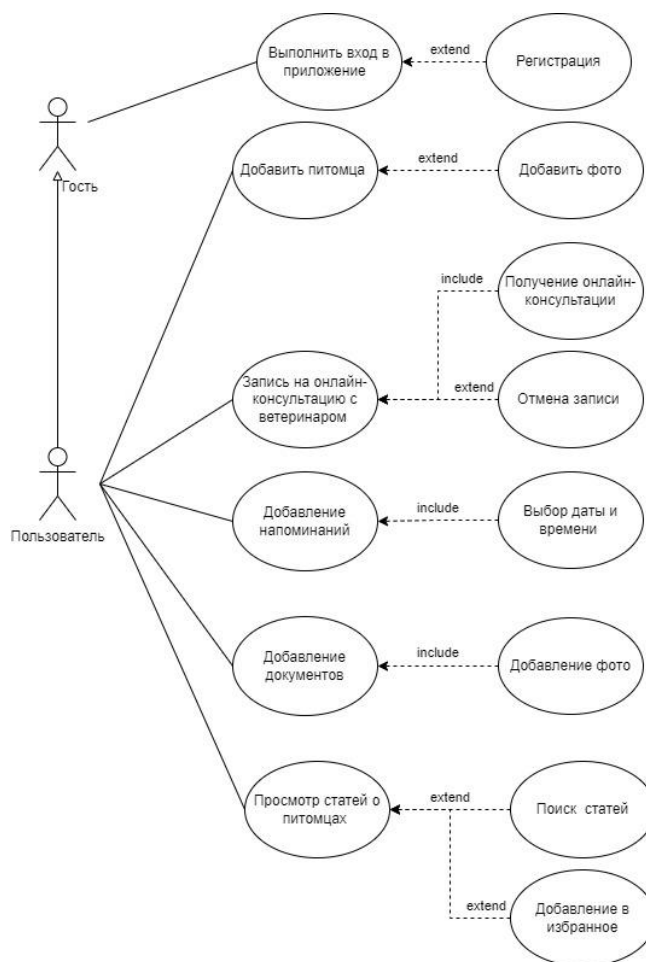 Выполнить вход в
приложение
extend
Регистрация
Гость
Добавить питомца
extend
Добавить фото
include
Получение онлайн-
консультации
Запись на онлайн-
консультацию с
ветеринаром
extend
Отмена записи
Пользователь
Добавление
напоминаний
include
Выбор даты и
времени
Добавление
документов
include
Добавление фото
Просмотр статей о
питомцах
extend
Поиск статей
extend
Добавление в
избранное